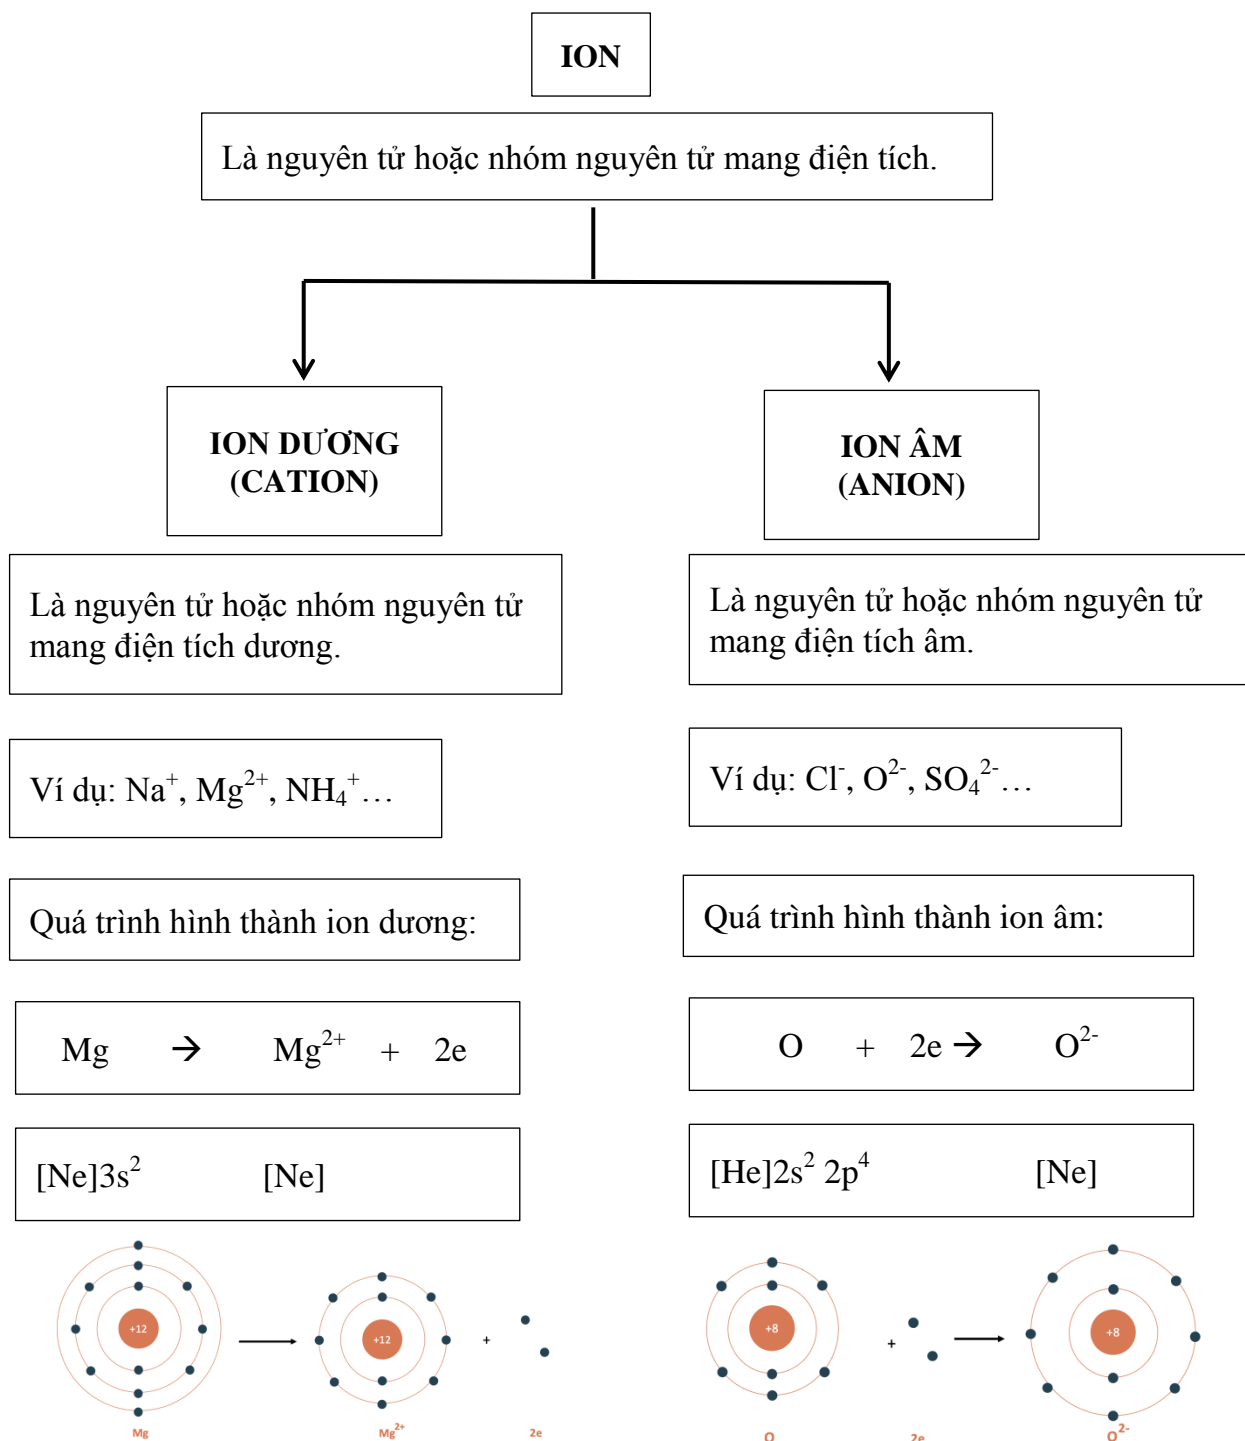 ION
Là nguyên tử hoặc nhóm nguyên tử mang điện tích.
ION DƯƠNG
(CATION)
Là nguyên tử hoặc nhóm nguyên tử
mang điện tích dương.
Ví dụ: Na⁺, Mg²⁺, NH₄⁺…
Quá trình hình thành ion dương:
Mg → Mg²⁺ + 2e
[Ne]3s² [Ne]
+12 +12 +
Mg Mg²⁺ 2e
ION ÂM
(ANION)
Là nguyên tử hoặc nhóm nguyên tử
mang điện tích âm.
Ví dụ: Cl⁻, O²⁻, SO₄²⁻…
Quá trình hình thành ion âm:
O + 2e → O²⁻
[He]2s² 2p⁴ [Ne]
+8 + +8
O 2e O²⁻